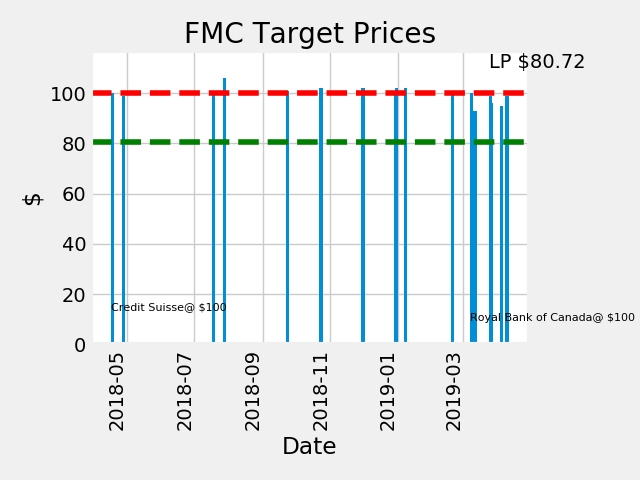 FMC Target Prices
LP $80.72
100
80
60
40
20
0
$
Credit Suisse@ $100
Royal Bank of Canada@ $100
2018-05
2018-07
2018-09
2018-11
2019-01
2019-03
Date